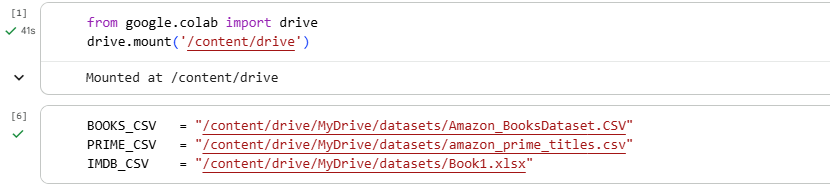 [1]
41s
from google.colab import drive
drive.mount('/content/drive')
Mounted at /content/drive
[6]
BOOKS_CSV   = "/content/drive/MyDrive/datasets/Amazon_BooksDataset.CSV"
PRIME_CSV   = "/content/drive/MyDrive/datasets/amazon_prime_titles.csv"
IMDB_CSV    = "/content/drive/MyDrive/datasets/Book1.xlsx"